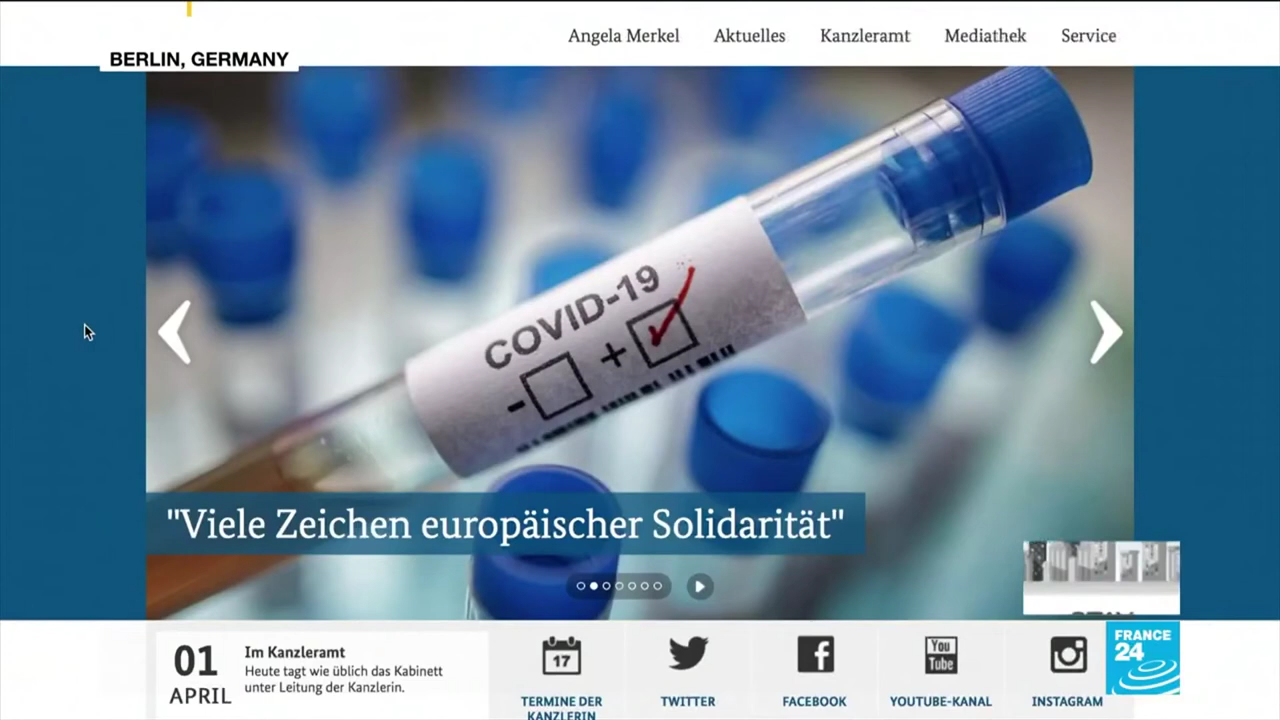 Angela Merkel Aktuelles Kanzleramt Mediathek Service
BERLIN, GERMANY
COVID-19
- +
"Viele Zeichen europäischer Solidarität"
01
APRIL
Im Kanzleramt
Heute tagt wie üblich das Kabinett
unter Leitung der Kanzlerin.
17
TERMINE DER
KANZLERIN
TWITTER
FACEBOOK
You
Tube
YOUTUBE-KANAL
INSTAGRAM
FRANCE
24